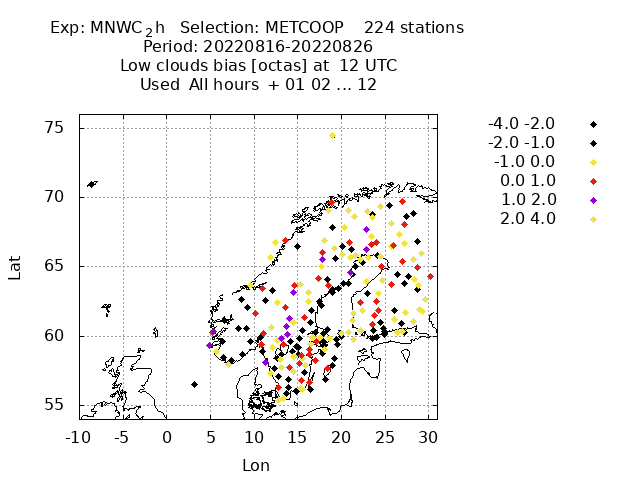 Exp: MNWC_2h   Selection: METCOOP    224 stations
Period: 20220816-20220826
Low clouds bias [octas] at  12 UTC
Used  All hours  + 01 02 ... 12
-4.0 -2.0
-2.0 -1.0
-1.0 0.0
0.0 1.0
1.0 2.0
2.0 4.0
75
70
65
60
55
Lat
-10 -5 0 5 10 15 20 25 30
Lon